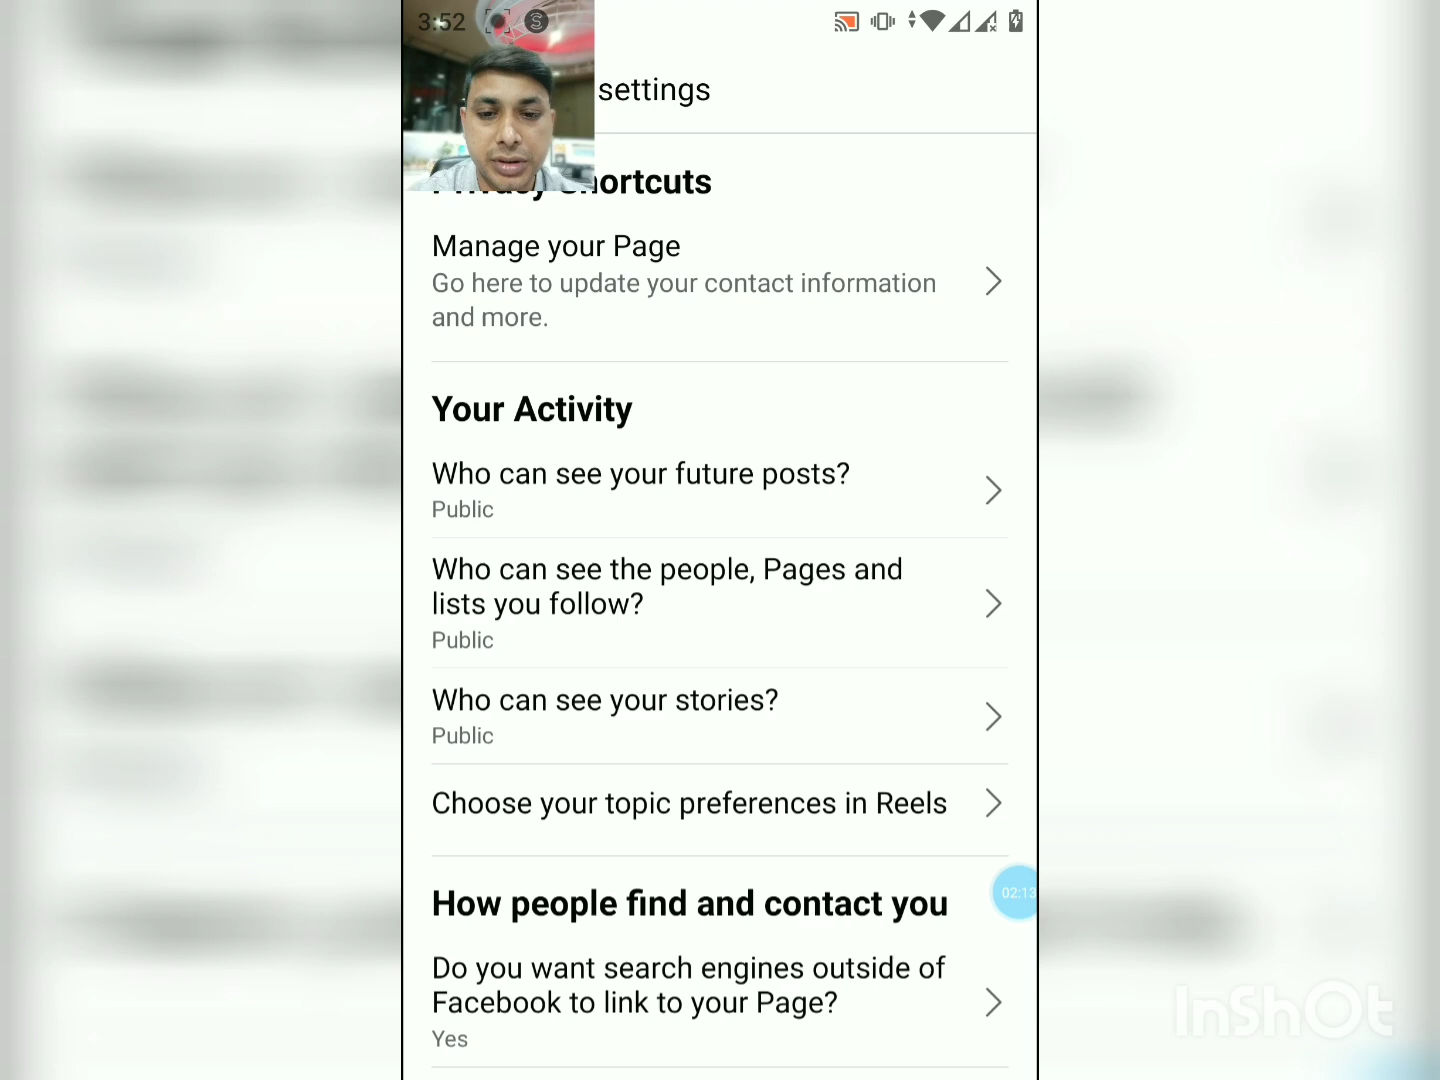 3:52
settings
Privacy Shortcuts
Manage your Page
Go here to update your contact information
and more.
Your Activity
Who can see your future posts?
Public
Who can see the people, Pages and
lists you follow?
Public
Who can see your stories?
Public
Choose your topic preferences in Reels
02:13
How people find and contact you
Do you want search engines outside of
Facebook to link to your Page?
Yes
InShOt